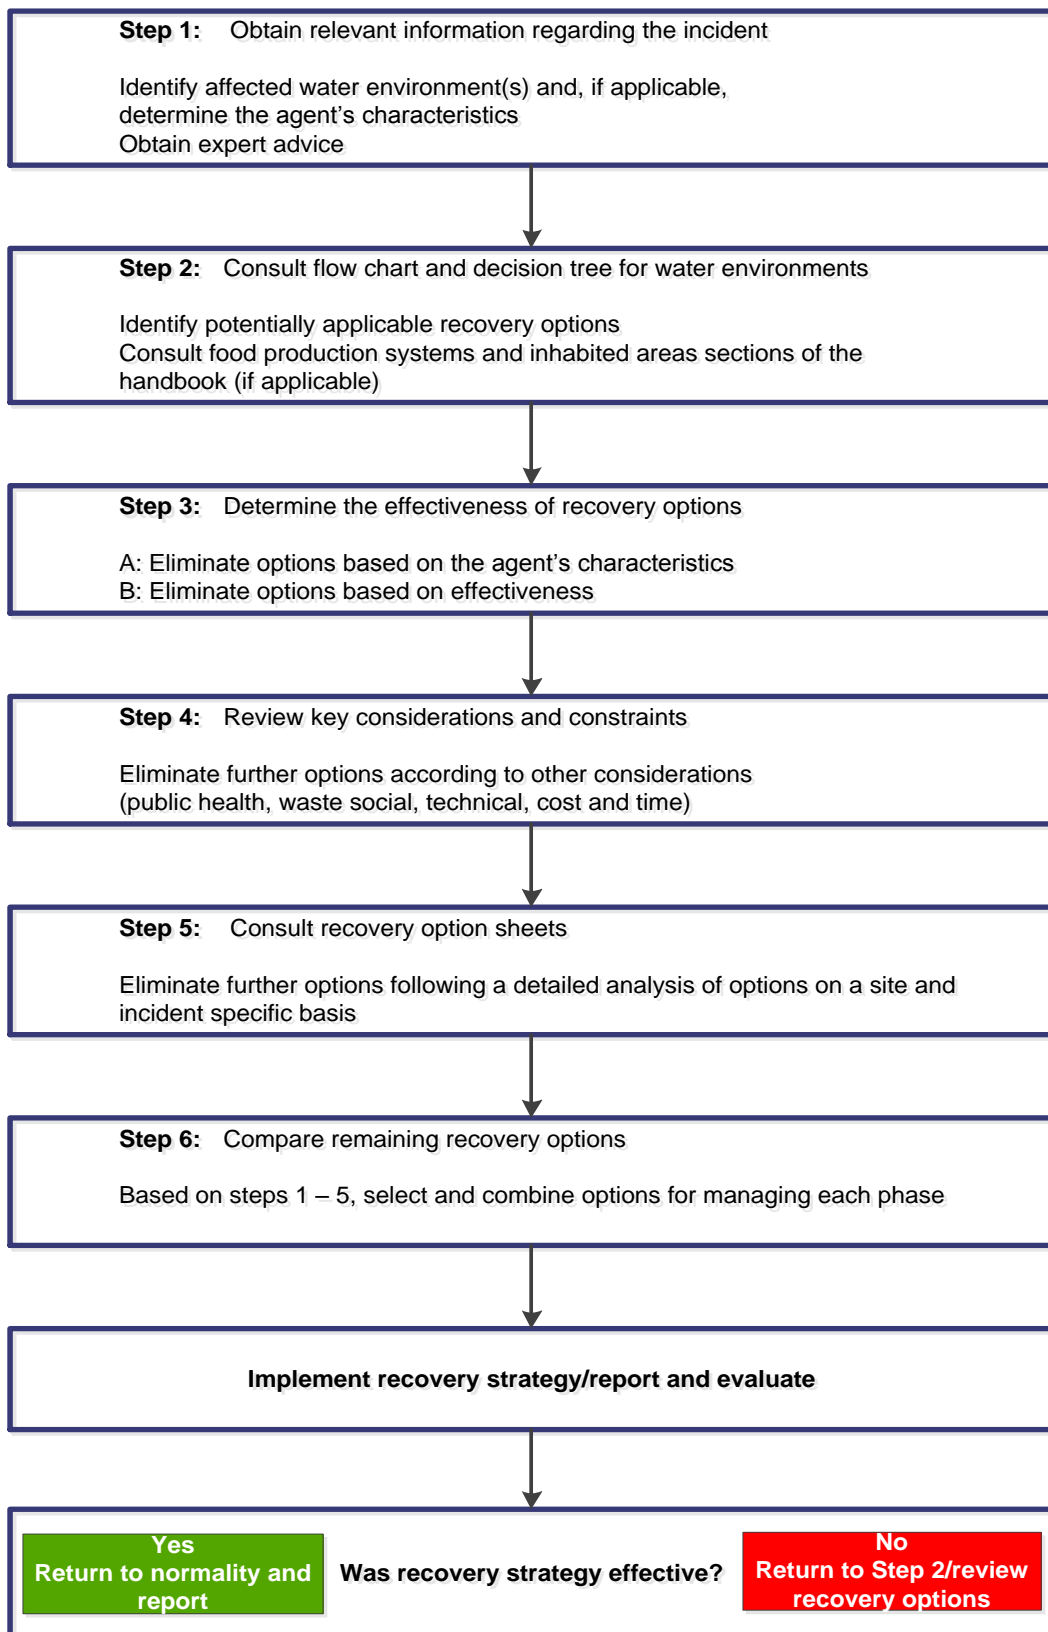 Step 1: Obtain relevant information regarding the incident
Identify affected water environment(s) and, if applicable,
determine the agent’s characteristics
Obtain expert advice
Step 2: Consult flow chart and decision tree for water environments
Identify potentially applicable recovery options
Consult food production systems and inhabited areas sections of the
handbook (if applicable)
Step 3: Determine the effectiveness of recovery options
A: Eliminate options based on the agent’s characteristics
B: Eliminate options based on effectiveness
Step 4: Review key considerations and constraints
Eliminate further options according to other considerations
(public health, waste social, technical, cost and time)
Step 5: Consult recovery option sheets
Eliminate further options following a detailed analysis of options on a site and
incident specific basis
Step 6: Compare remaining recovery options
Based on steps 1 – 5, select and combine options for managing each phase
Implement recovery strategy/report and evaluate
Yes
Return to normality and
report
Was recovery strategy effective?
No
Return to Step 2/review
recovery options